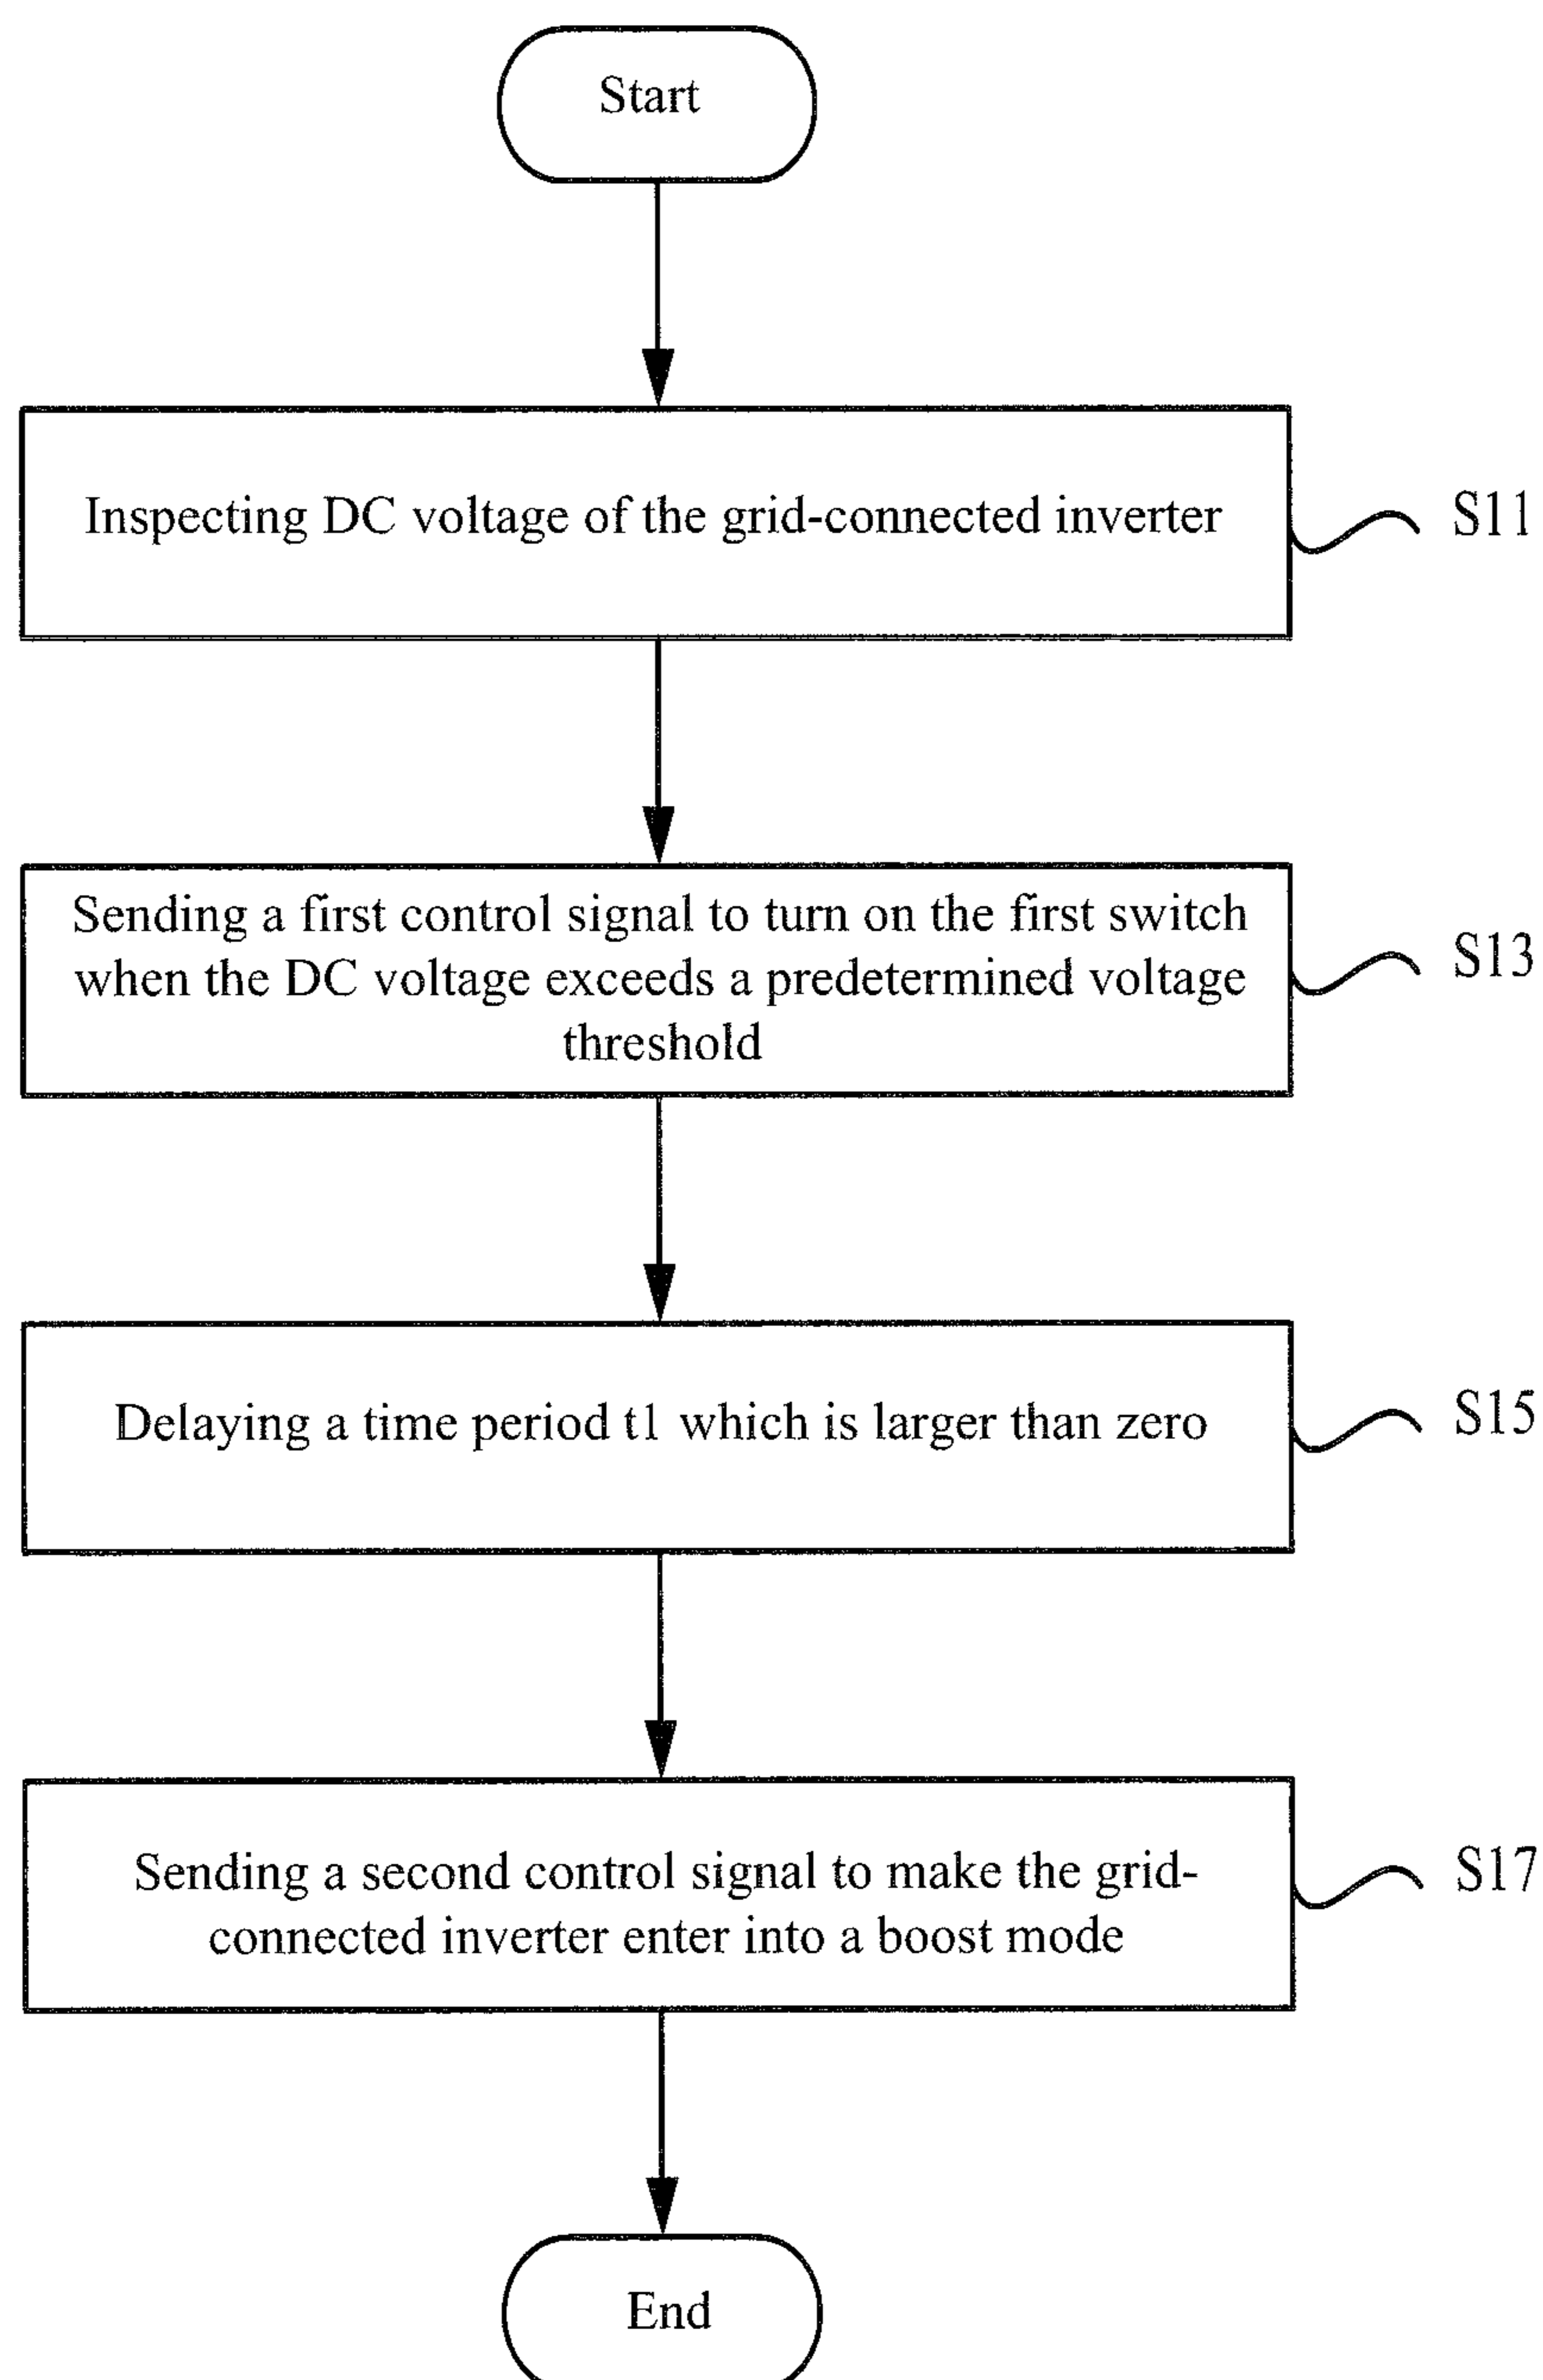 Start
Inspecting DC voltage of the grid-connected inverter
S11
Sending a first control signal to turn on the first switch
when the DC voltage exceeds a predetermined voltage
threshold
S13
Delaying a time period t1 which is larger than zero
S15
Sending a second control signal to make the grid-
connected inverter enter into a boost mode
S17
End